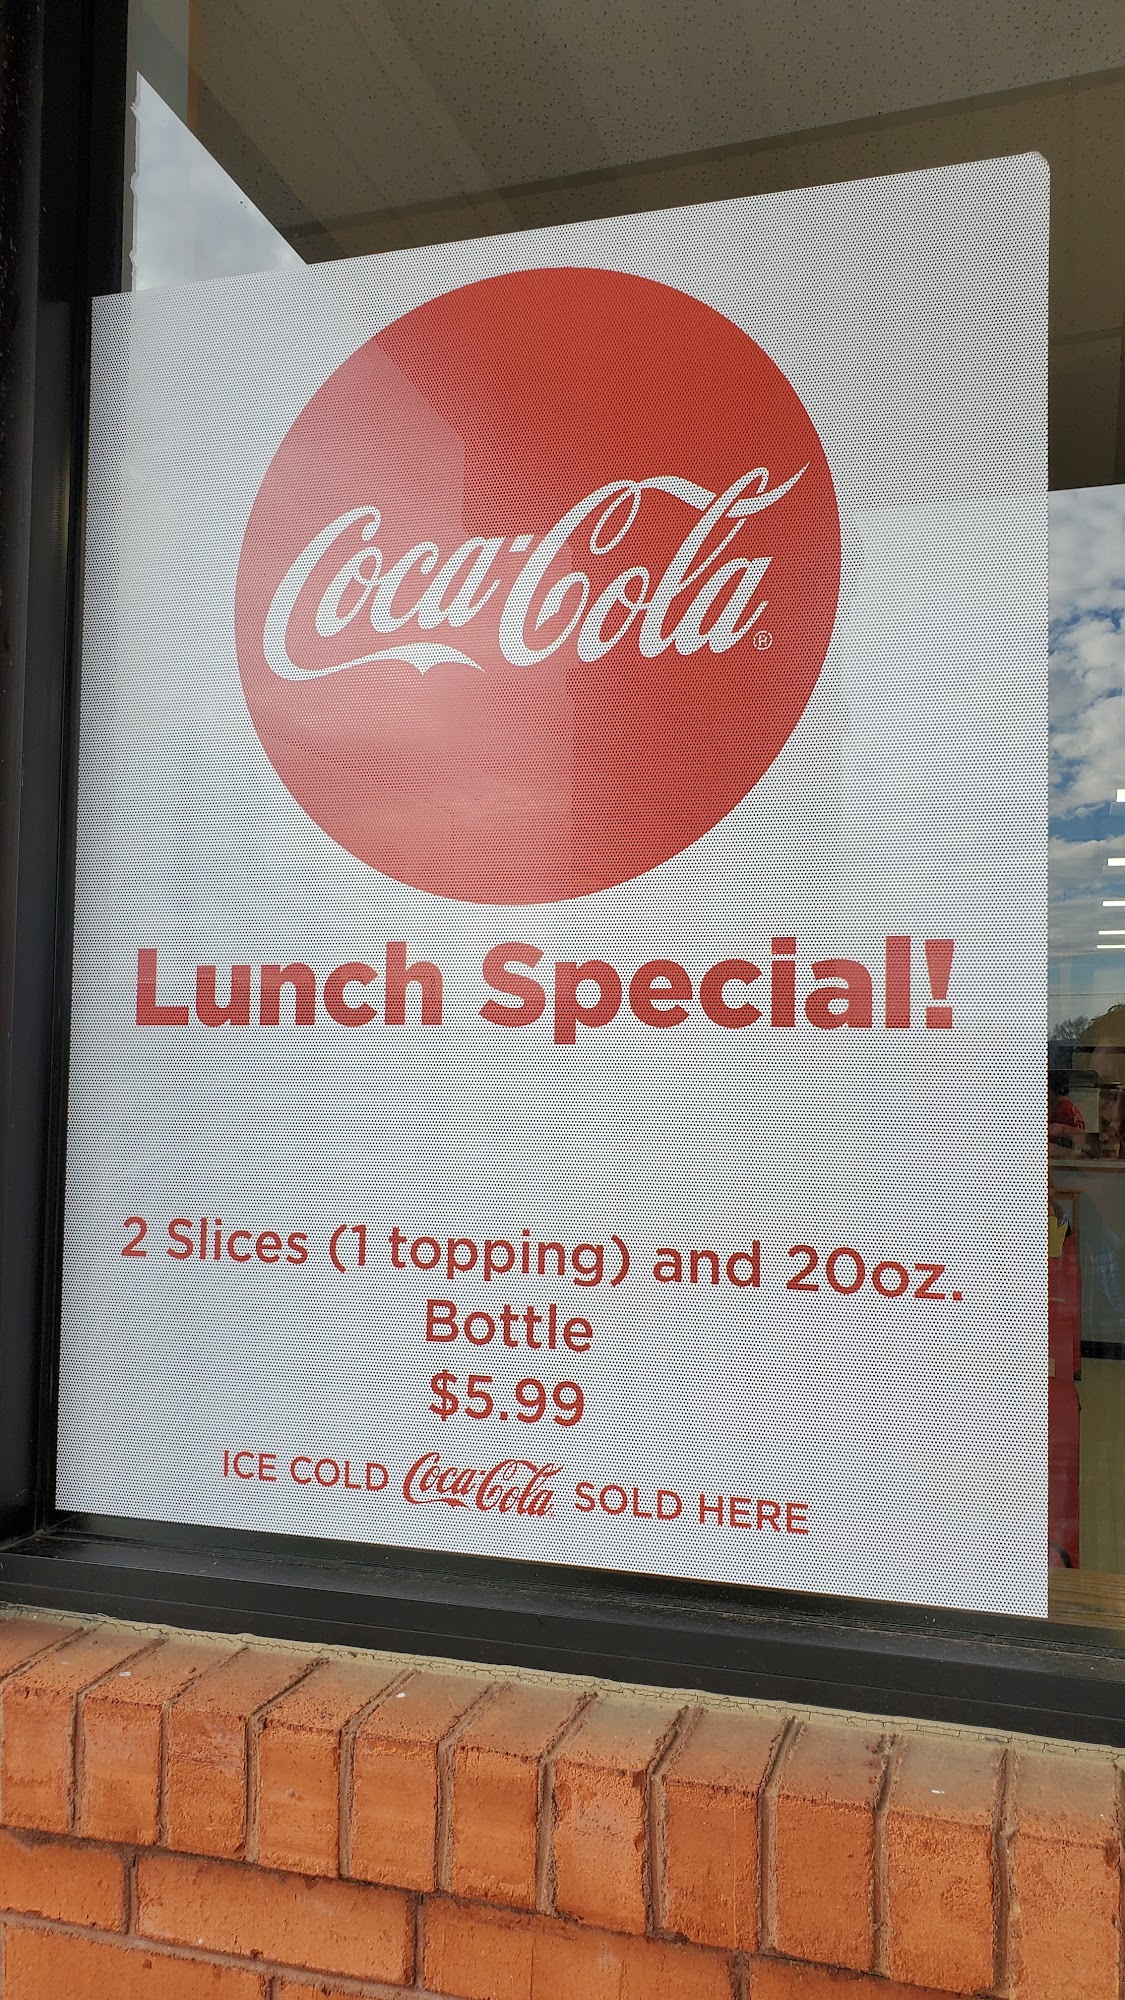 Coca-Cola®
Lunch Special!
2 Slices (1 topping) and 20oz.
Bottle
$5.99
ICE COLD Coca-Cola SOLD HERE